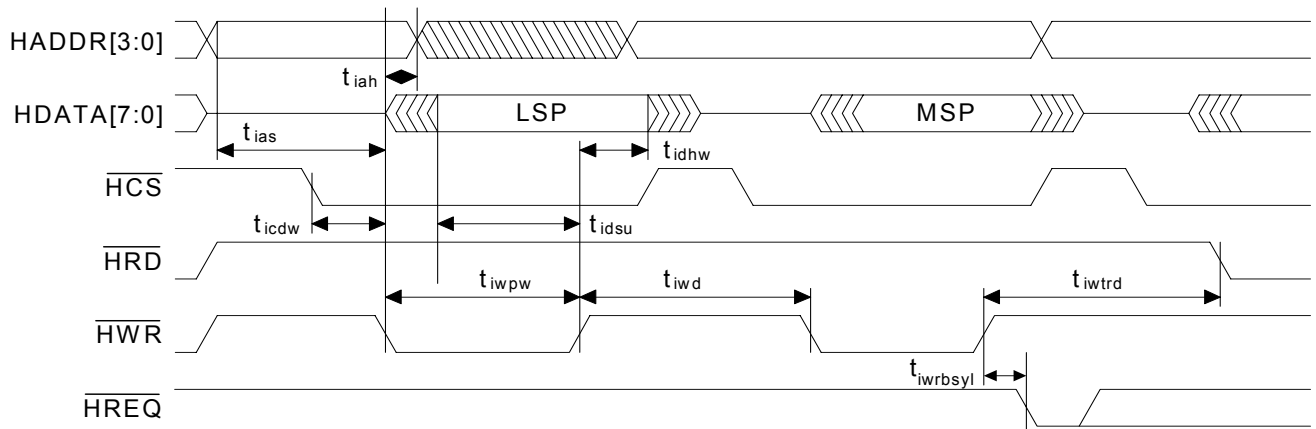 HADDR[3:0]
t iah
HDATA[7:0]
LSP
MSP
t ias
t idhw
HCS
t icdw
t idsu
HRD
t iwpw
t iwd
t iwtrd
HWR
t iwrbsyl
HREQ